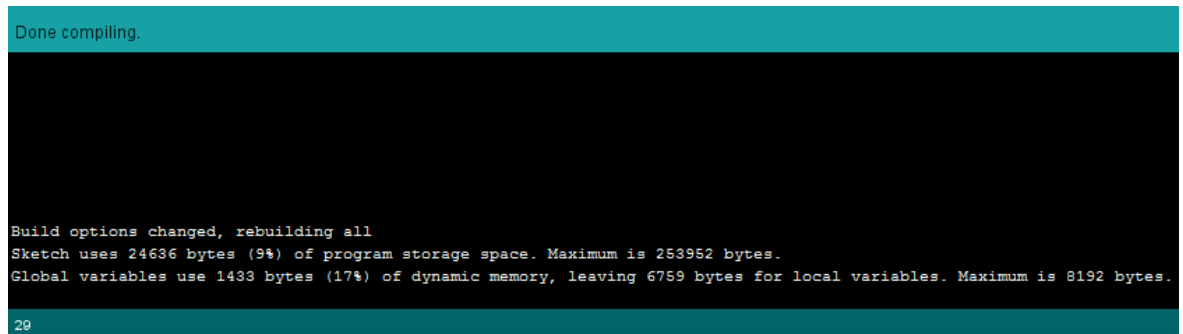 Done compiling.
Build options changed, rebuilding all
Sketch uses 24636 bytes (9%) of program storage space. Maximum is 253952 bytes.
Global variables use 1433 bytes (17%) of dynamic memory, leaving 6759 bytes for local variables. Maximum is 8192 bytes.
29